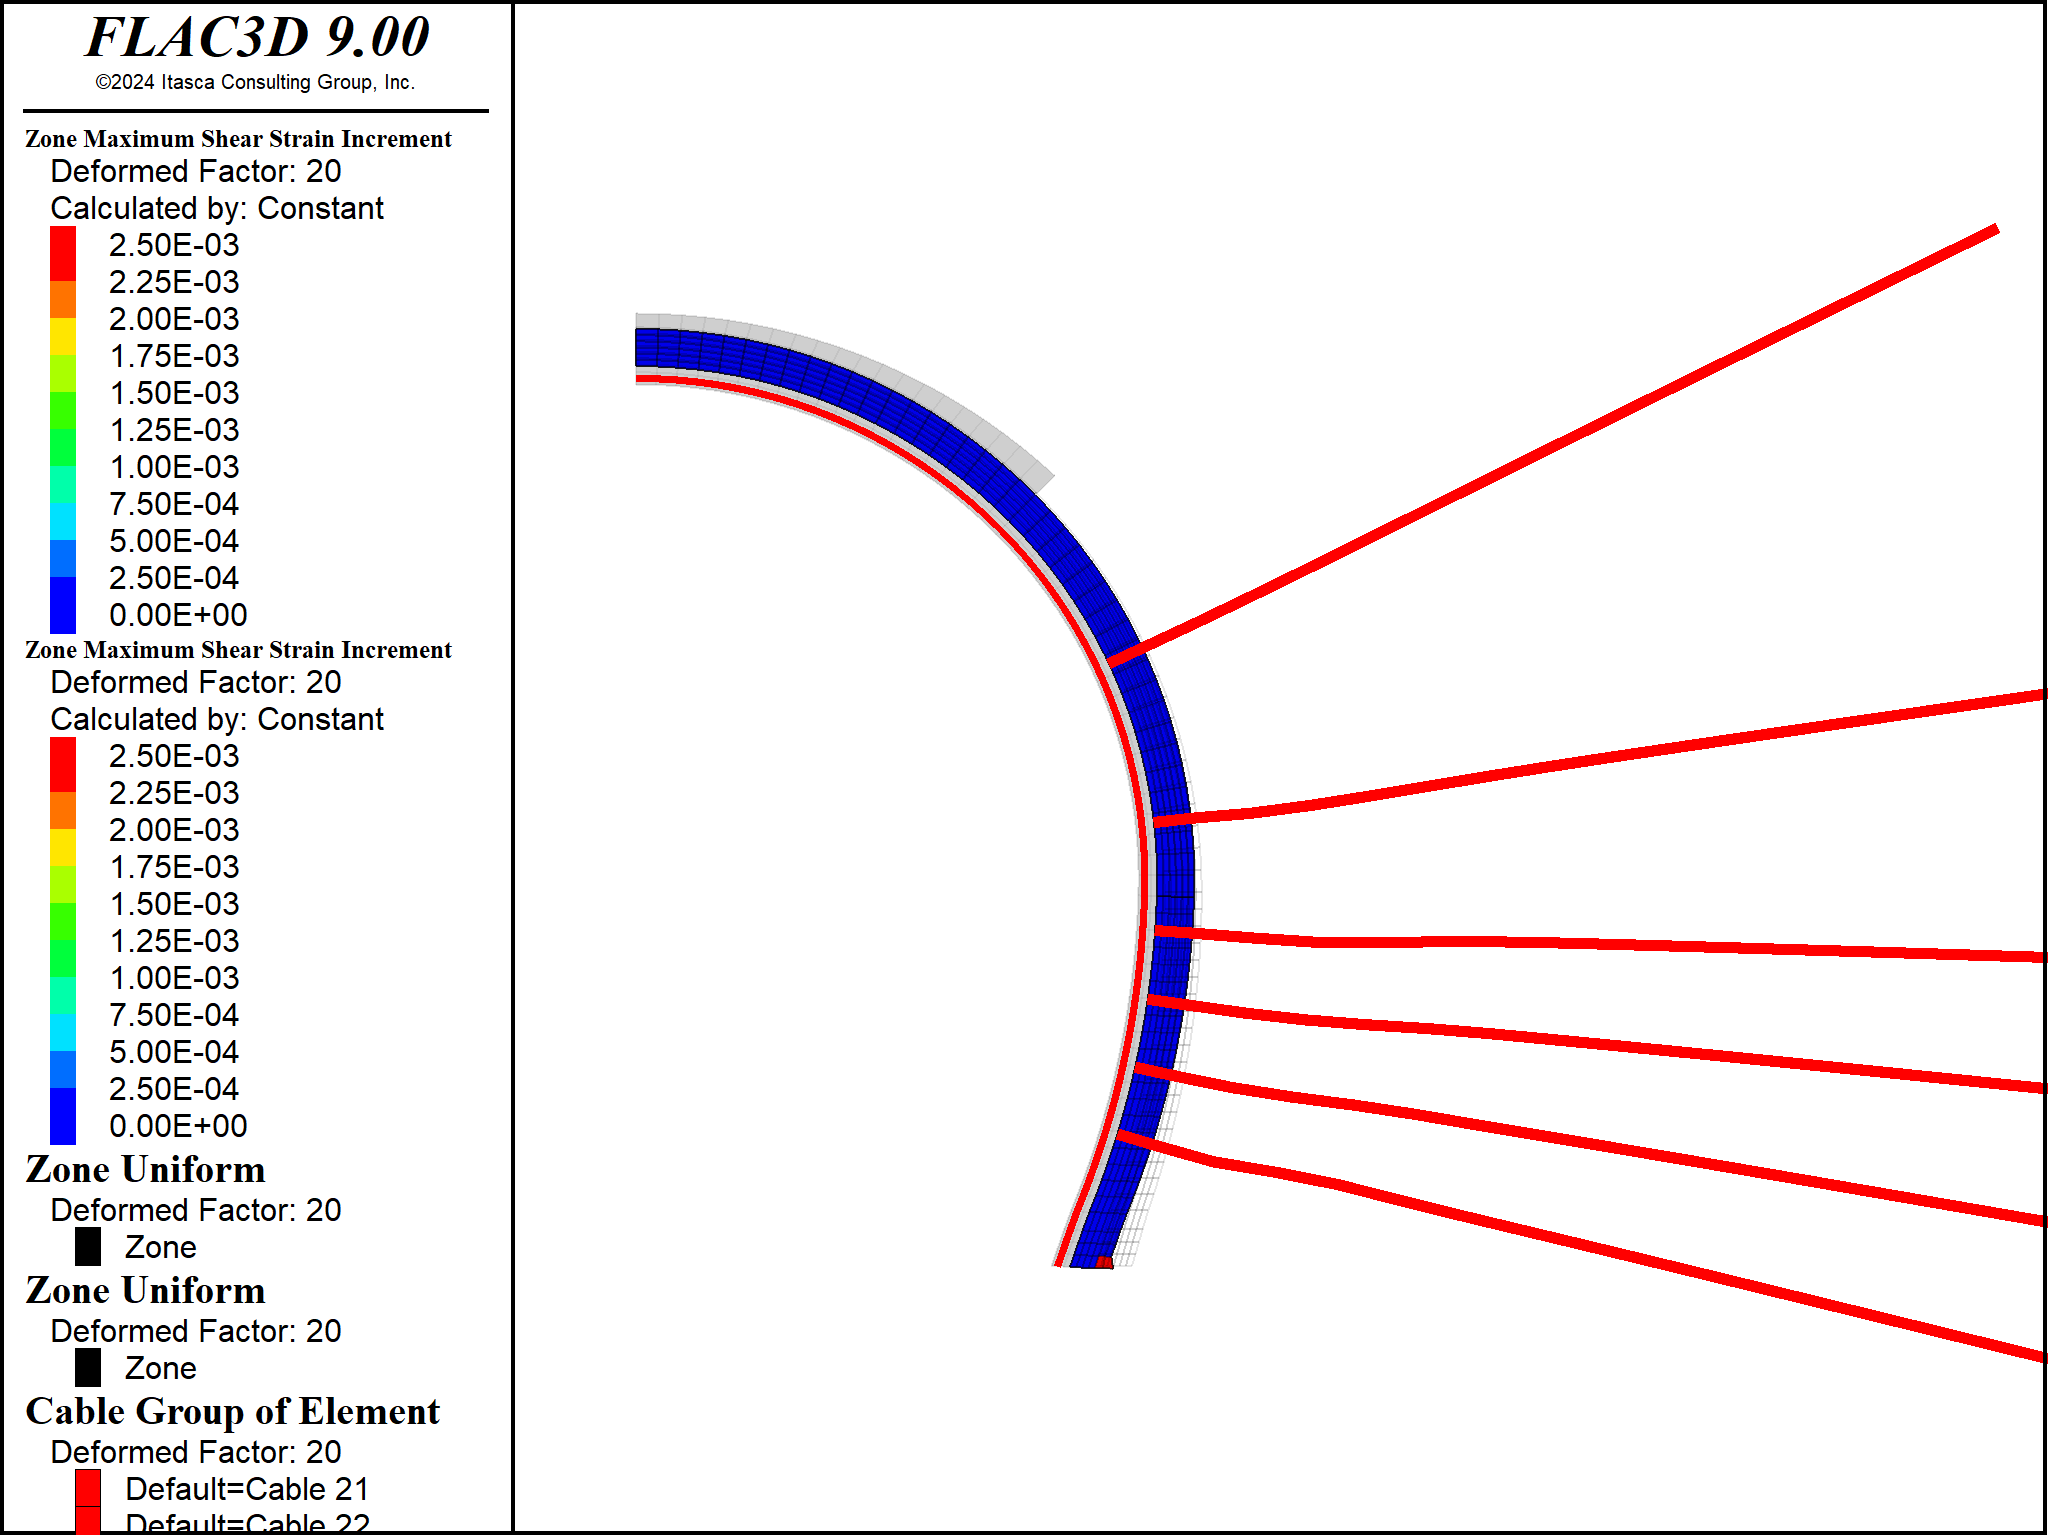 FLAC3D 9.00
©2024 Itasca Consulting Group, Inc.
Zone Maximum Shear Strain Increment
Deformed Factor: 20
Calculated by: Constant
2.50E-03
2.25E-03
2.00E-03
1.75E-03
1.50E-03
1.25E-03
1.00E-03
7.50E-04
5.00E-04
2.50E-04
0.00E+00
Zone Maximum Shear Strain Increment
Deformed Factor: 20
Calculated by: Constant
2.50E-03
2.25E-03
2.00E-03
1.75E-03
1.50E-03
1.25E-03
1.00E-03
7.50E-04
5.00E-04
2.50E-04
0.00E+00
Zone Uniform
Deformed Factor: 20
Zone
Zone Uniform
Deformed Factor: 20
Zone
Cable Group of Element
Deformed Factor: 20
Default=Cable 21
Default=Cable 22